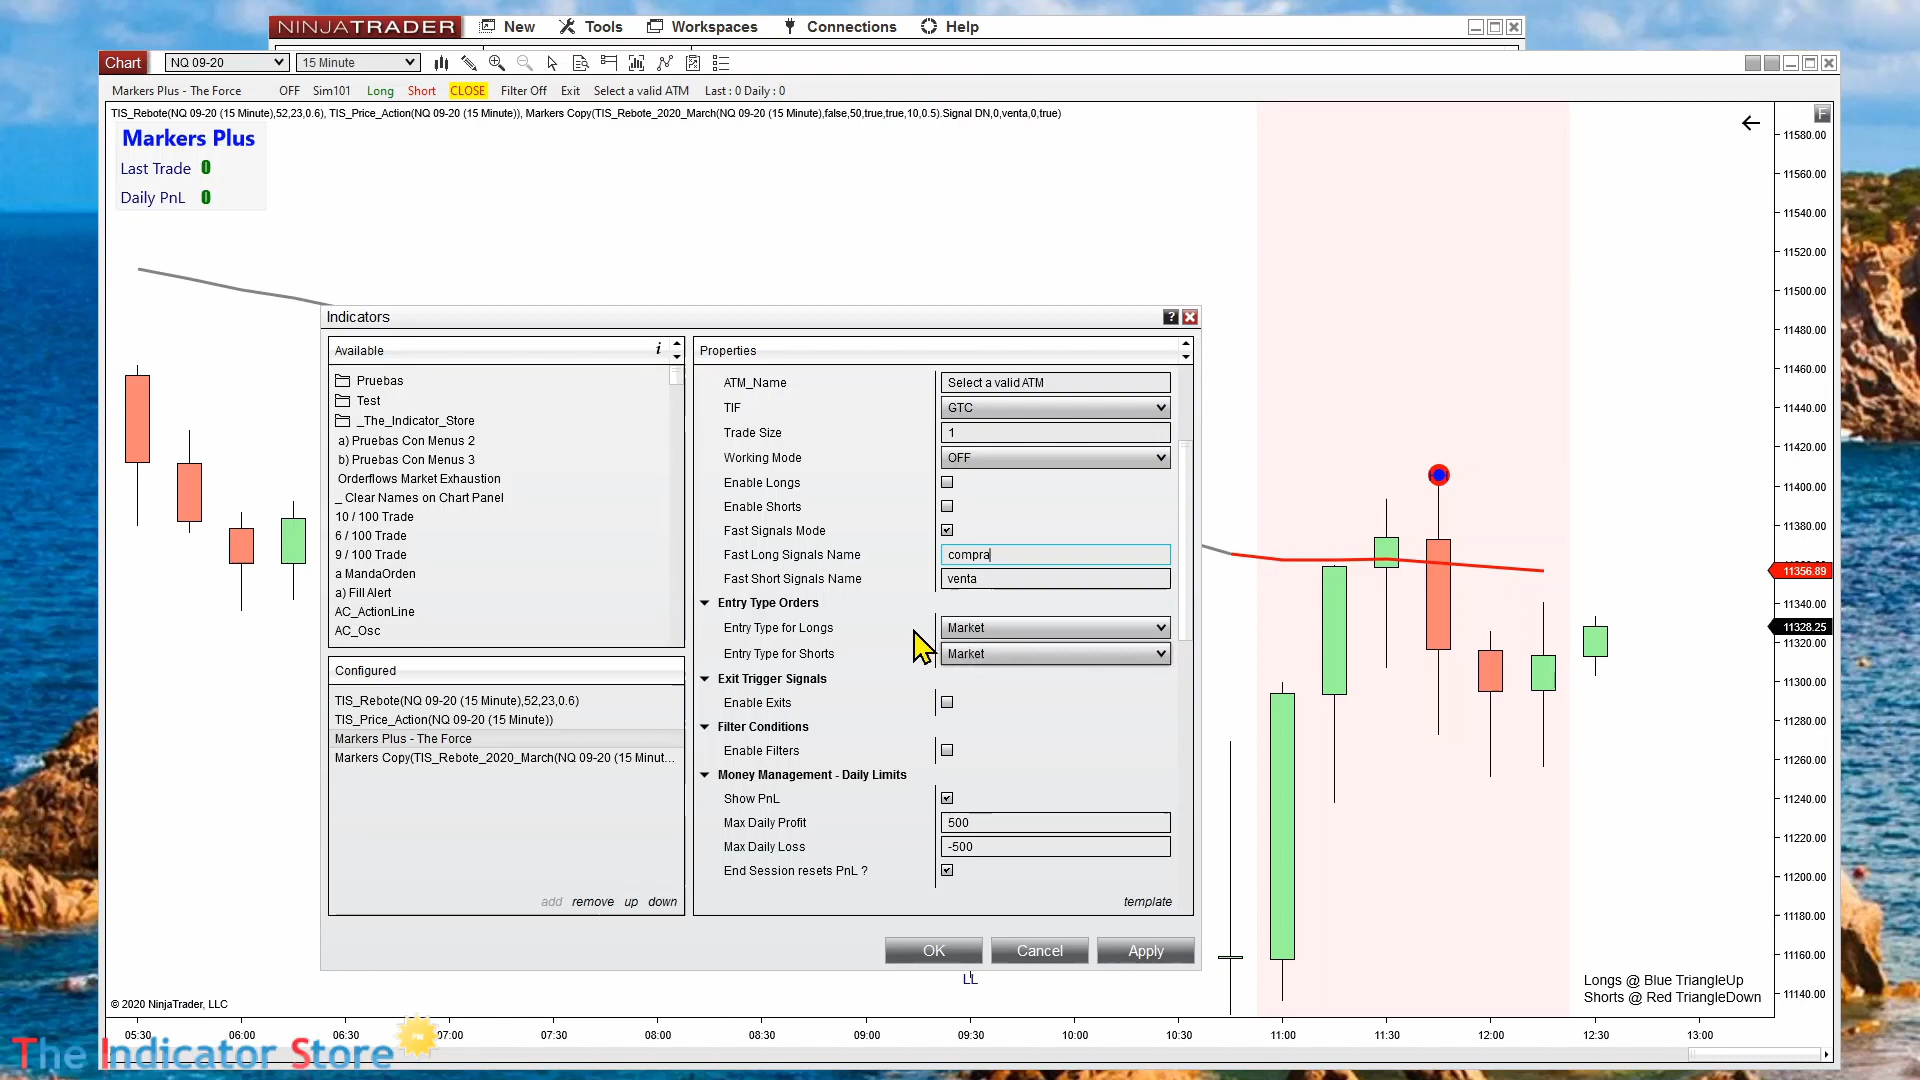 NINJATRADER New Tools Workspaces Connections Help
Chart NQ 09-20 15 Minute
Markers Plus - The Force OFF Sim101 Long Short CLOSE Filter Off Exit Select a valid ATM Last : 0 Daily : 0
TIS_Rebote(NQ 09-20 (15 Minute),52,23,0.6), TIS_Price_Action(NQ 09-20 (15 Minute)), Markers Copy(TIS_Rebote_2020_March(NQ 09-20 (15 Minute),false,50,true,true,10,0.5).Signal DN,0,venta,0,true)
F
Markers Plus
Last Trade 0
Daily PnL 0
Indicators
?
Available i
Pruebas
Test
_The_Indicator_Store
a) Pruebas Con Menus 2
b) Pruebas Con Menus 3
Orderflows Market Exhaustion
_ Clear Names on Chart Panel
10 / 100 Trade
6 / 100 Trade
9 / 100 Trade
a MandaOrden
a) Fill Alert
AC_ActionLine
AC_Osc
Configured
TIS_Rebote(NQ 09-20 (15 Minute),52,23,0.6)
TIS_Price_Action(NQ 09-20 (15 Minute))
Markers Plus - The Force
Markers Copy(TIS_Rebote_2020_March(NQ 09-20 (15 Minut...
add remove up down
Properties
ATM_Name Select a valid ATM
TIF GTC
Trade Size 1
Working Mode OFF
Enable Longs
Enable Shorts
Fast Signals Mode
Fast Long Signals Name compra
Fast Short Signals Name venta
Entry Type Orders
Entry Type for Longs Market
Entry Type for Shorts Market
Exit Trigger Signals
Enable Exits
Filter Conditions
Enable Filters
Money Management - Daily Limits
Show PnL
Max Daily Profit 500
Max Daily Loss -500
End Session resets PnL ?
template
OK Cancel Apply
LL
11580.00
11560.00
11540.00
11520.00
11500.00
11480.00
11460.00
11440.00
11420.00
11400.00
11380.00
11356.89
11340.00
11328.25
11320.00
11300.00
11280.00
11260.00
11240.00
11220.00
11200.00
11180.00
11160.00
11140.00
Longs @ Blue TriangleUp
Shorts @ Red TriangleDown
© 2020 NinjaTrader, LLC
05:30 06:00 06:30 07:00 07:30 08:00 08:30 09:00 09:30 10:00 10:30 11:00 11:30 12:00 12:30 13:00
The Indicator Store